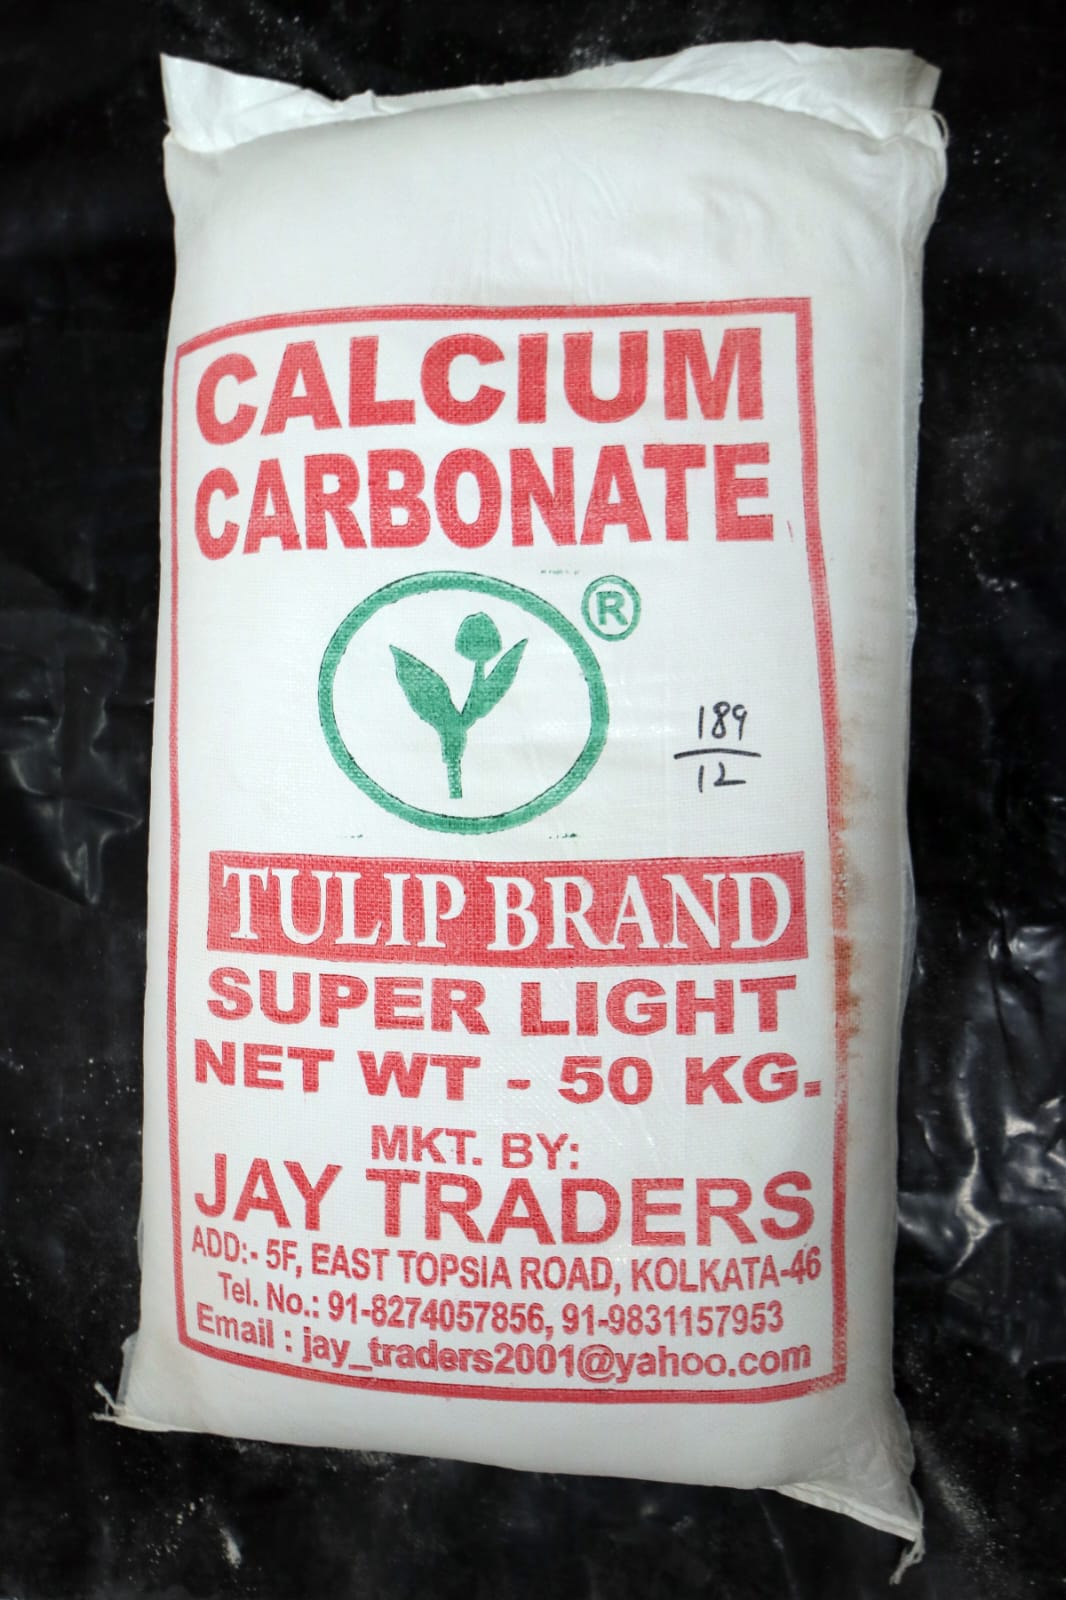 CALCIUM
CARBONATE
®
189
12
TULIP BRAND
SUPER LIGHT
NET WT - 50 KG.
MKT. BY:
JAY TRADERS
ADD:- 5F, EAST TOPSIA ROAD, KOLKATA-46
Tel. No.: 91-8274057856, 91-9831157953
Email : jay_traders2001@yahoo.com